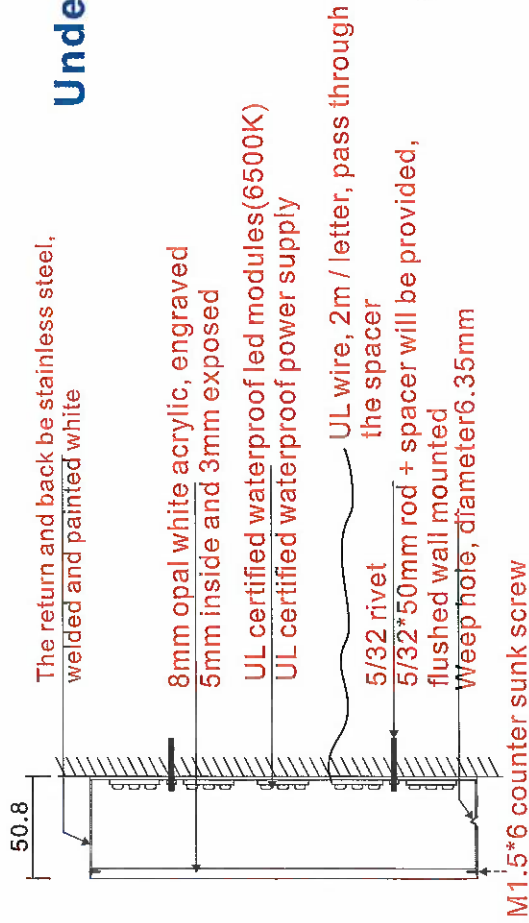 Unde
The return and back be stainless steel,
welded and painted white
8mm opal white acrylic, engraved
5mm inside and 3mm exposed
UL certified waterproof led modules(6500K)
UL certified waterproof power supply
UL wire, 2m / letter, pass through
the spacer
5/32 rivet
5/32*50mm rod + spacer will be provided,
flushed wall mounted
Weep hole, diameter6.35mm
M1.5*6 counter sunk screw
50.8